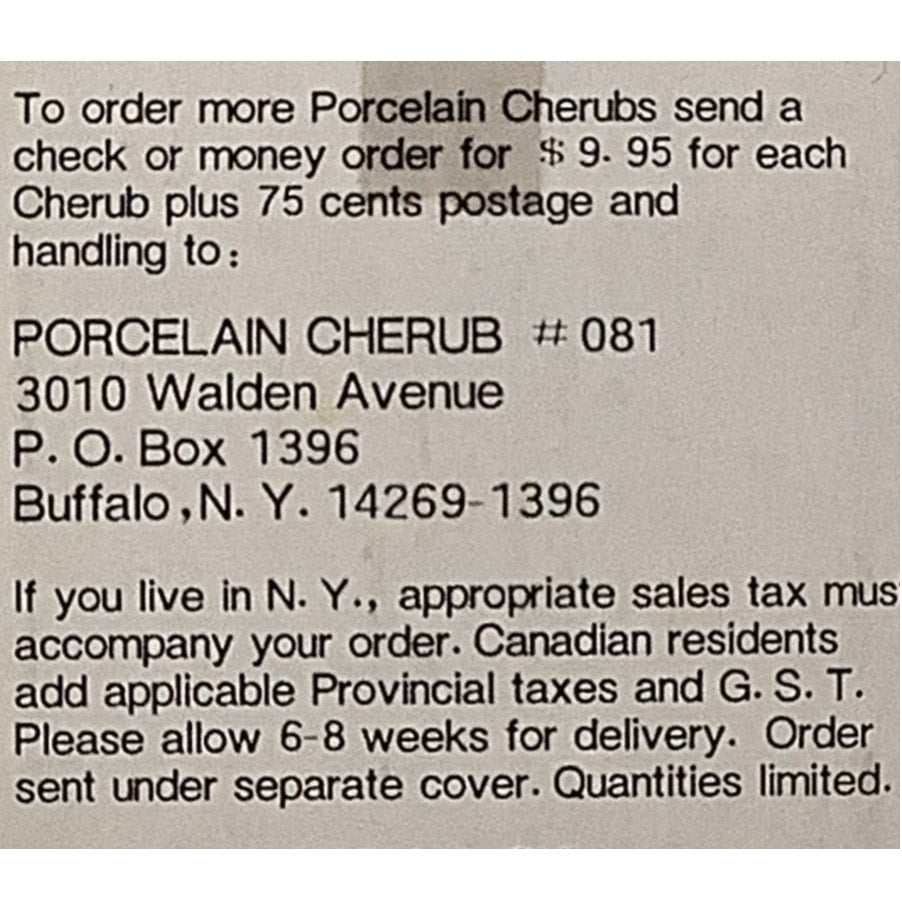 To order more Porcelain Cherubs send a
check or money order for $ 9. 95 for each
Cherub plus 75 cents postage and
handling to:
PORCELAIN CHERUB # 081
3010 Walden Avenue
P. O. Box 1396
Buffalo, N. Y. 14269-1396
If you live in N. Y., appropriate sales tax mus
accompany your order. Canadian residents
add applicable Provincial taxes and G. S. T.
Please allow 6-8 weeks for delivery. Order
sent under separate cover. Quantities limited.